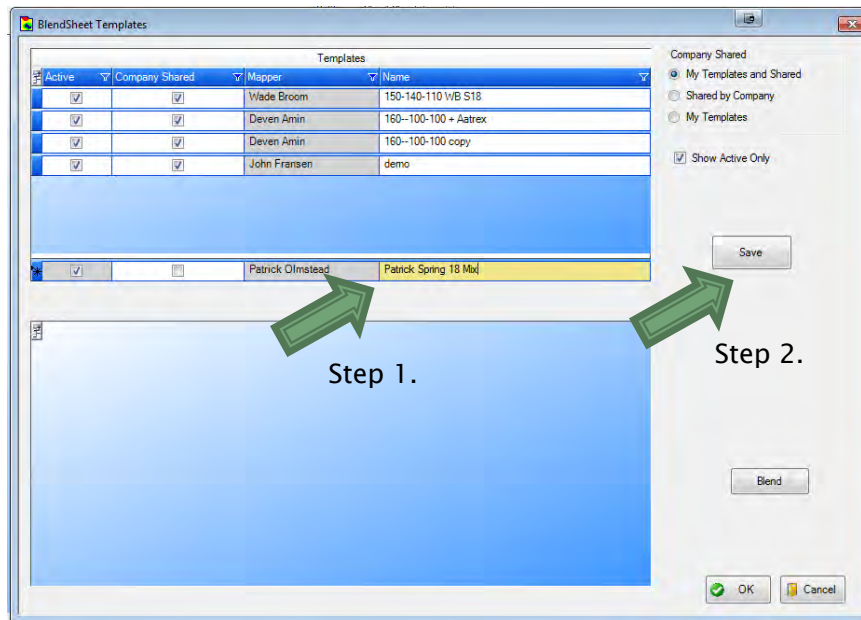 BlendSheet Templates
Templates
Active Company Shared Mapper Name
Wade Broom 150-140-110 WB S18
Deven Amin 160--100-100 + Aatrex
Deven Amin 160--100-100 copy
John Fransen demo
Patrick Olmstead Patrick Spring 18 Mix
Company Shared
My Templates and Shared
Shared by Company
My Templates
Show Active Only
Save
Step 1.
Step 2.
Blend
OK Cancel